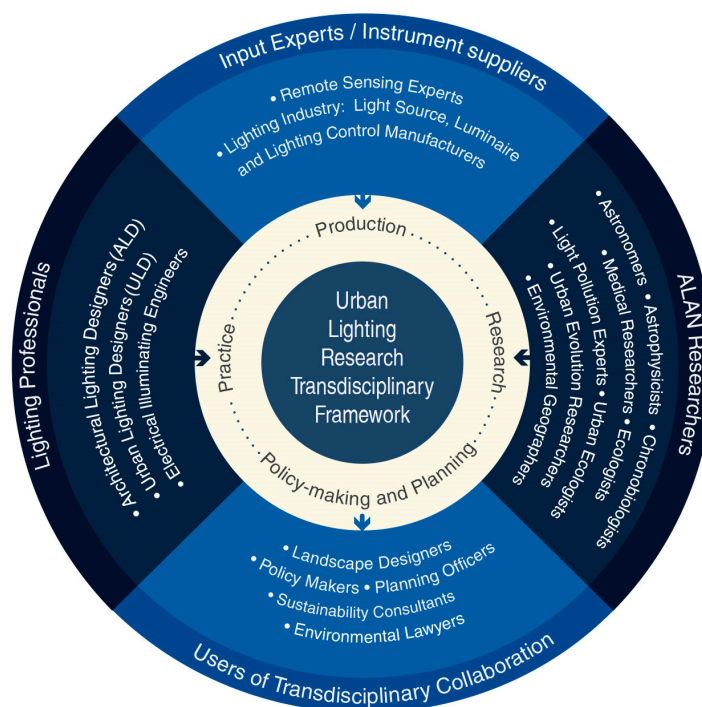 Input Experts / Instrument suppliers
• Remote Sensing Experts
• Lighting Industry:  Light Source, Luminaire
and Lighting Control Manufacturers
Lighting Professionals
• Architectural Lighting Designers(ALD)
• Urban Lighting Designers(ULD)
• Electrical Illuminating Engineers
Production
Practice
Research
Policy-making and Planning
Urban
Lighting
Research
Transdisciplinary
Framework
ALAN Researchers
• Astronomers • Astrophysicists • Chronobiologists
• Medical Researchers • Ecologists
• Light Pollution Experts • Urban Ecologists
• Urban Evolution Researchers
• Environmental Geographers
• Landscape Designers
• Policy Makers • Planning Officers
• Sustainability Consultants
• Environmental Lawyers
Users of Transdisciplinary Collaboration